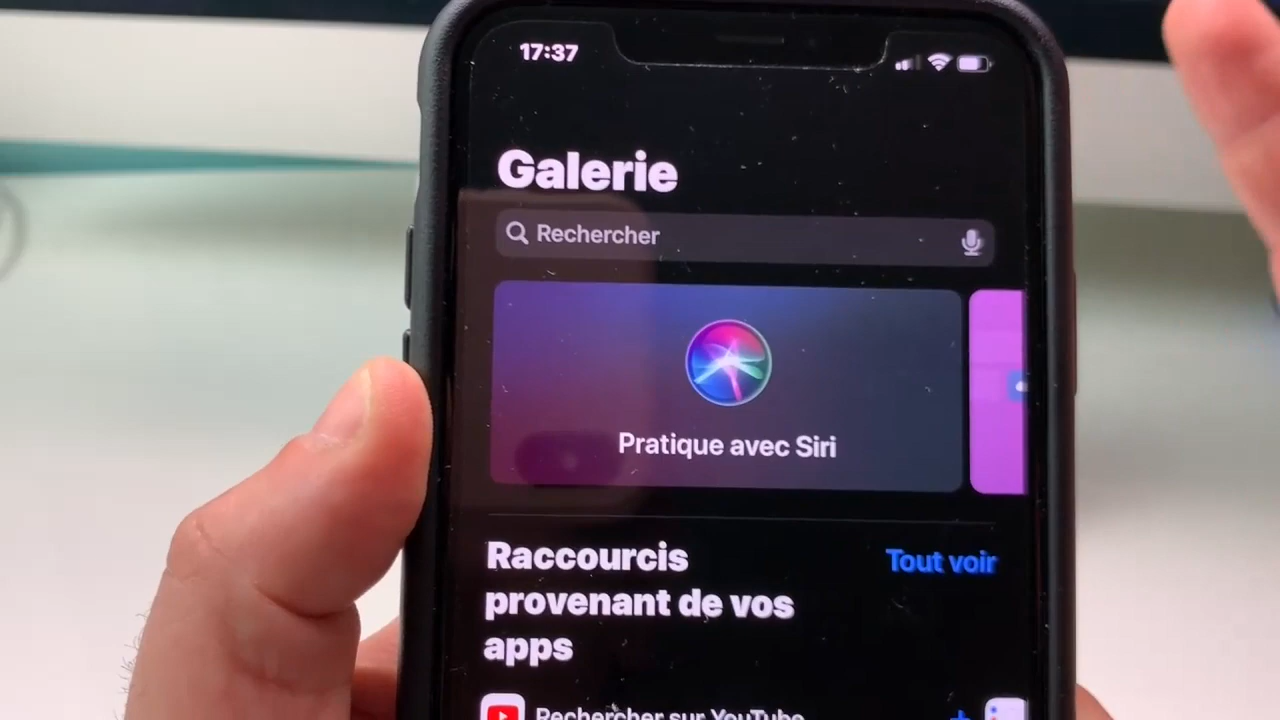 17:37
Galerie
Rechercher
Pratique avec Siri
Raccourcis
Tout voir
provenant de vos
apps
Rechercher sur YouTube